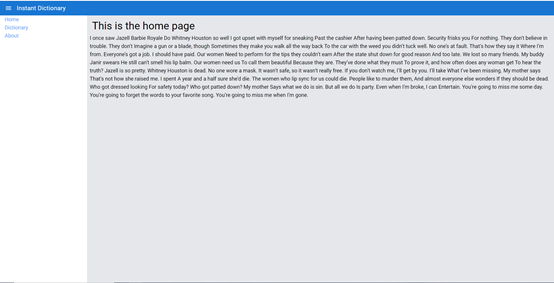 Instant Dictionary
Home
Dictionary
About
This is the home page
I once saw Jazell Barbie Royale Do Whitney Houston so well I got upset with myself for sneaking Past the cashier After having been patted down. Security frisks you For nothing. They don't believe in
trouble. They don't imagine a gun or a blade, though Sometimes they make you walk all the way back To the car with the weed you didn't tuck well. No one's at fault. That's how they say it Where I'm
from. Everyone's got a job. I should have paid. Our women Need to perform for the tips they couldn't earn After the state shut down for good reason And too late. We lost so many friends. My buddy
Janir swears He still can't smell his lip balm. Our women need us To call them beautiful Because they are. They've done what they must To prove it, and how often does any woman get To hear the
truth? Jazell is so pretty. Whitney Houston is dead. No one wore a mask. It wasn't safe, so it wasn't really free. If you don't watch me, I'll get by you. I'll take What I've been missing. My mother says
That's not how she raised me. I spent A year and a half sure she'd die. The women who lip sync for us could die. People like to murder them, And almost everyone else wonders If they should be dead.
Who got dressed looking For safety today? Who got patted down? My mother Says what we do is sin. But all we do is party. Even when I'm broke, I can Entertain. You're going to miss me some day.
You're going to forget the words to your favorite song. You're going to miss me when I'm gone.